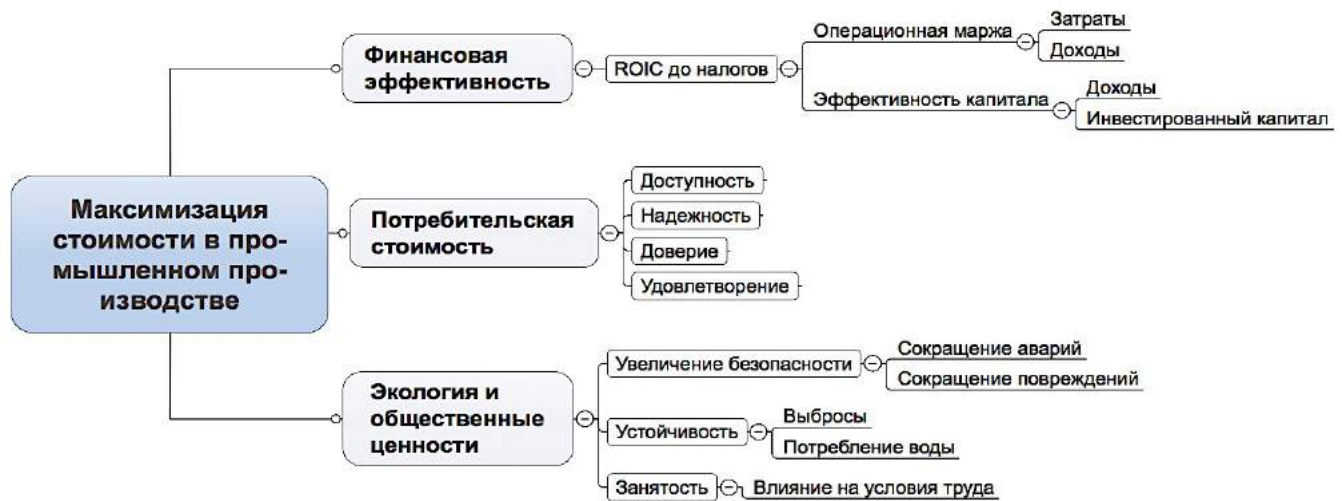 Максимизация
стоимости в про-
мышленном про-
изводстве
Финансовая
эффективность
ROIC до налогов
Операционная маржа
Затраты
Доходы
Эффективность капитала
Доходы
Инвестированный капитал
Потребительская
стоимость
Доступность
Надежность
Доверие
Удовлетворение
Экология и
общественные
ценности
Увеличение безопасности
Сокращение аварий
Сокращение повреждений
Устойчивость
Выбросы
Потребление воды
Занятость
Влияние на условия труда